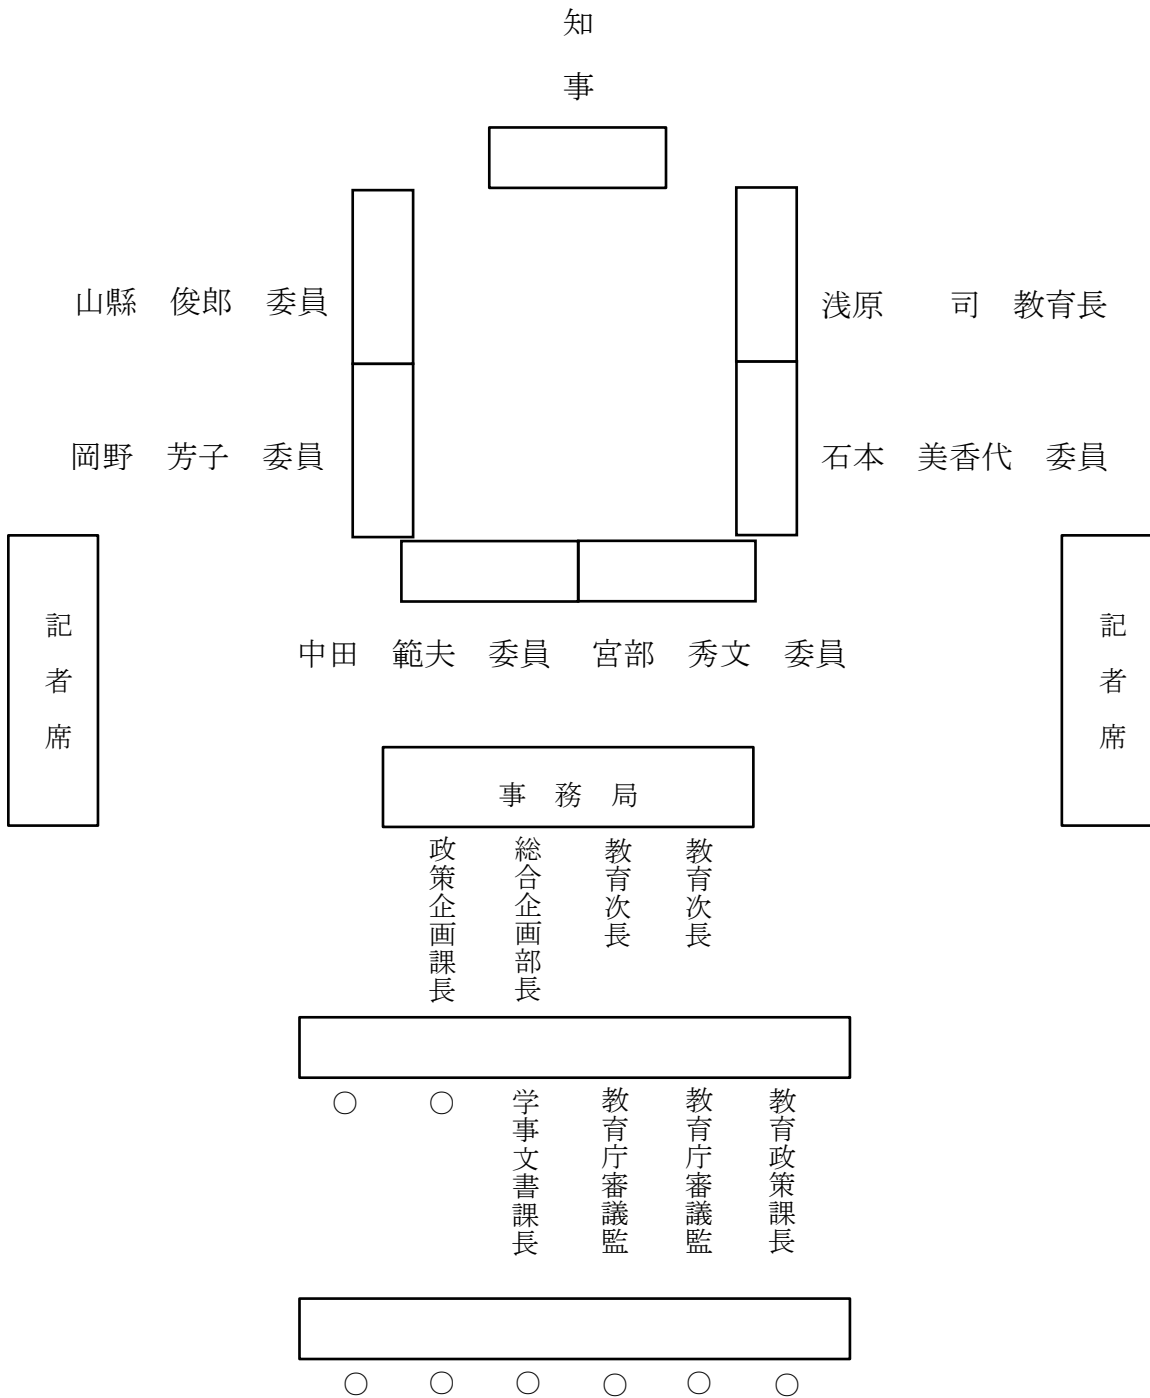 知事
山縣　俊郎　委員
浅原　　司　教育長
岡野　芳子　委員
石本　美香代　委員
記者席
記者席
中田　範夫　委員
宮部　秀文　委員
事務局
政策企画課長
総合企画部長
教育次長
教育次長
○
○
学事文書課長
教育庁審議監
教育庁審議監
教育政策課長
○
○
○
○
○
○